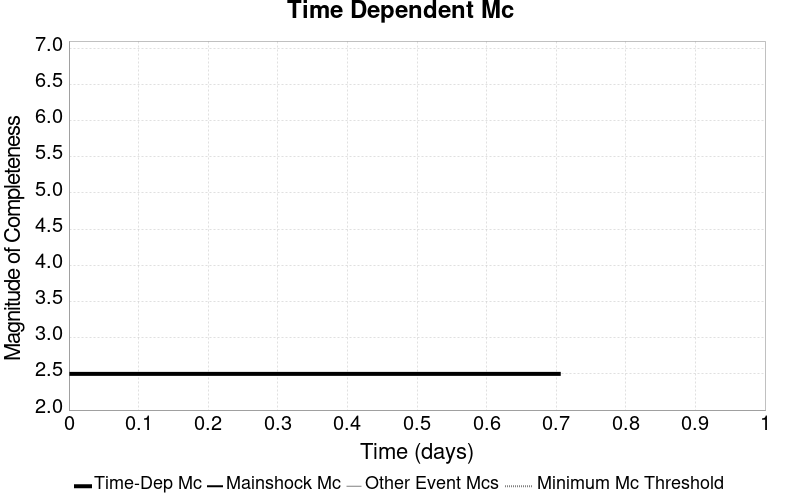 Time Dependent Mc
7.0
6.5
6.0
5.5
5.0
4.5
4.0
3.5
3.0
2.5
2.0
Magnitude of Completeness
0 0.1 0.2 0.3 0.4 0.5 0.6 0.7 0.8 0.9 1
Time (days)
Time-Dep Mc Mainshock Mc Other Event Mcs Minimum Mc Threshold